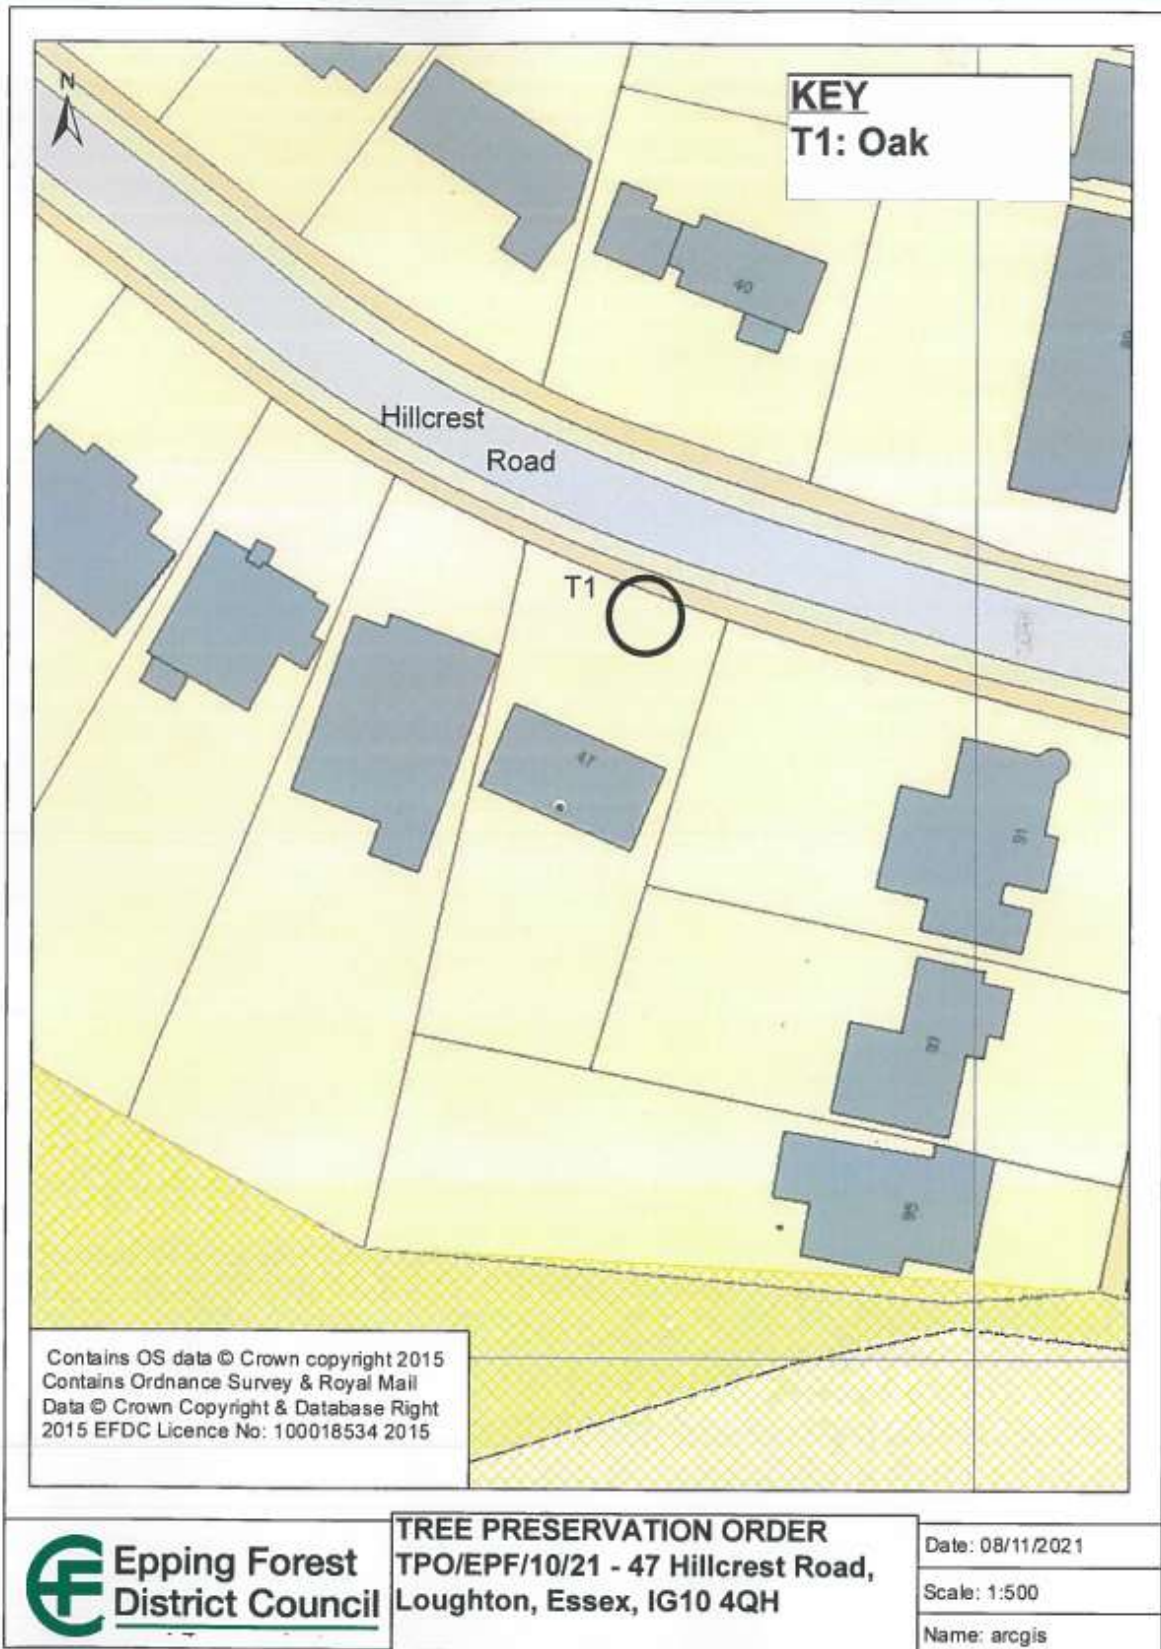 N
KEY
T1: Oak
40
Hillcrest
Road
T1
47
91
93
95
Contains OS data © Crown copyright 2015
Contains Ordnance Survey & Royal Mail
Data © Crown Copyright & Database Right
2015 EFDC Licence No: 100018534 2015
Epping Forest
District Council
TREE PRESERVATION ORDER
TPO/EPF/10/21 - 47 Hillcrest Road,
Loughton, Essex, IG10 4QH
Date: 08/11/2021
Scale: 1:500
Name: arcgis